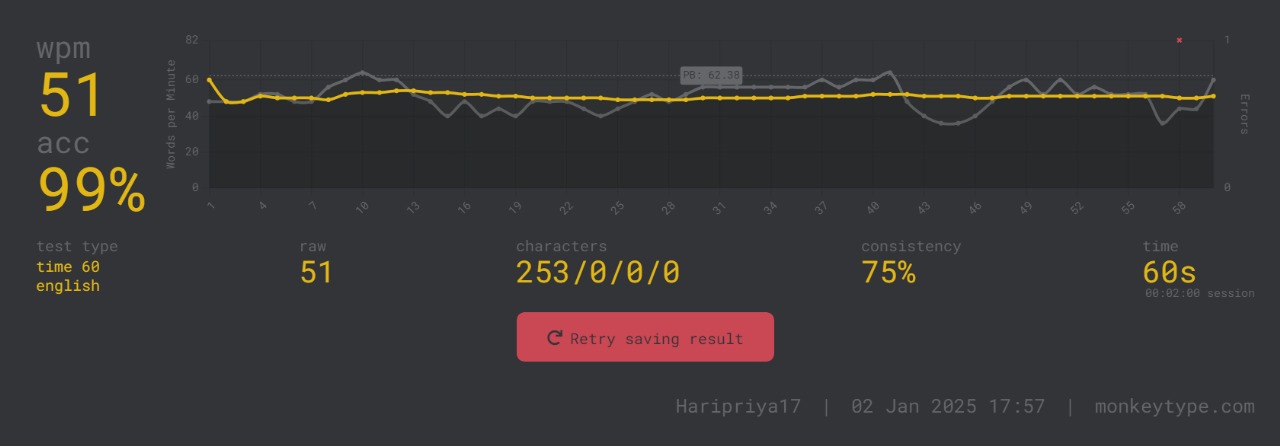 wpm
51
acc
99%
Words per Minute
82
60
40
20
0
PB: 62.38
1
0
Errors
1 4 7 10 13 16 19 22 25 28 31 34 37 40 43 46 49 52 55 58
test type
time 60
english
raw
51
characters
253/0/0/0
consistency
75%
time
60s
00:02:00 session
Retry saving result
Haripriya17 | 02 Jan 2025 17:57 | monkeytype.com